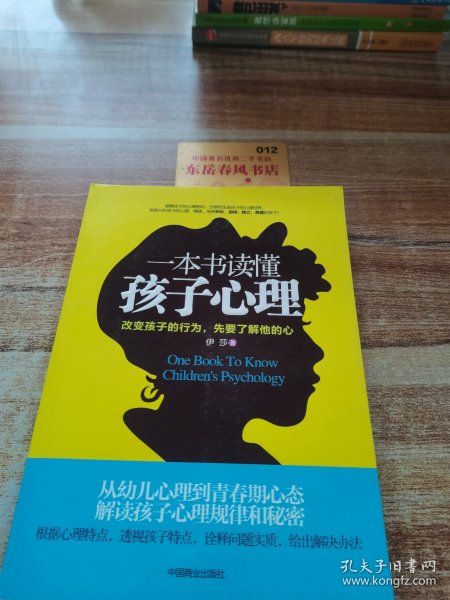 012
中国著名优质二手书店
东岳春风书店
一本书读懂
孩子心理
改变孩子的行为，先要了解他的心
伊莎 著
One Book To Know
Children's Psychology
从幼儿心理到青春期心态
解读孩子心理规律和秘密
根据心理特点，透视孩子特点，诠释问题实质，给出解决办法
中国商业出版社
孔夫子旧书网
www.kongfz.com